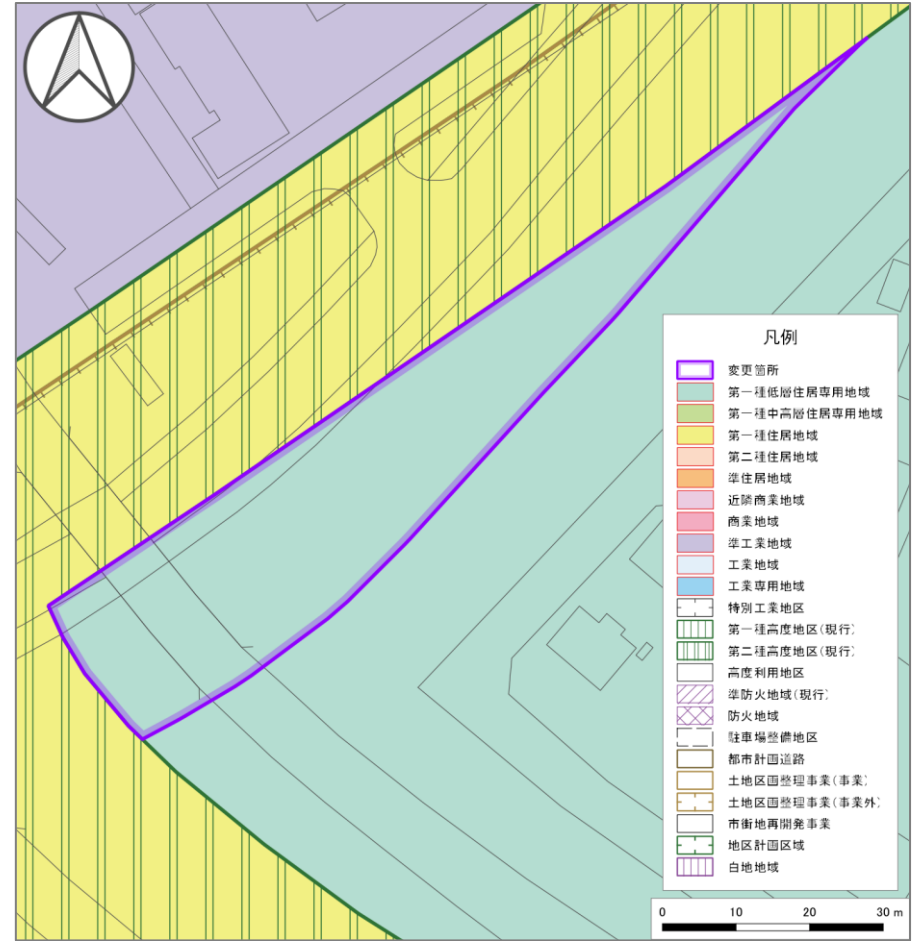 凡例
変更箇所
第一種低層住居専用地域
第一種中高層住居専用地域
第一種住居地域
第二種住居地域
準住居地域
近隣商業地域
商業地域
準工業地域
工業地域
工業専用地域
特別工業地区
第一種高度地区(現行)
第二種高度地区(現行)
高度利用地区
準防火地域(現行)
防火地域
駐車場整備地区
都市計画道路
土地区画整理事業(事業)
土地区画整理事業(事業外)
市街地再開発事業
地区計画区域
白地地域
0 10 20 30 m